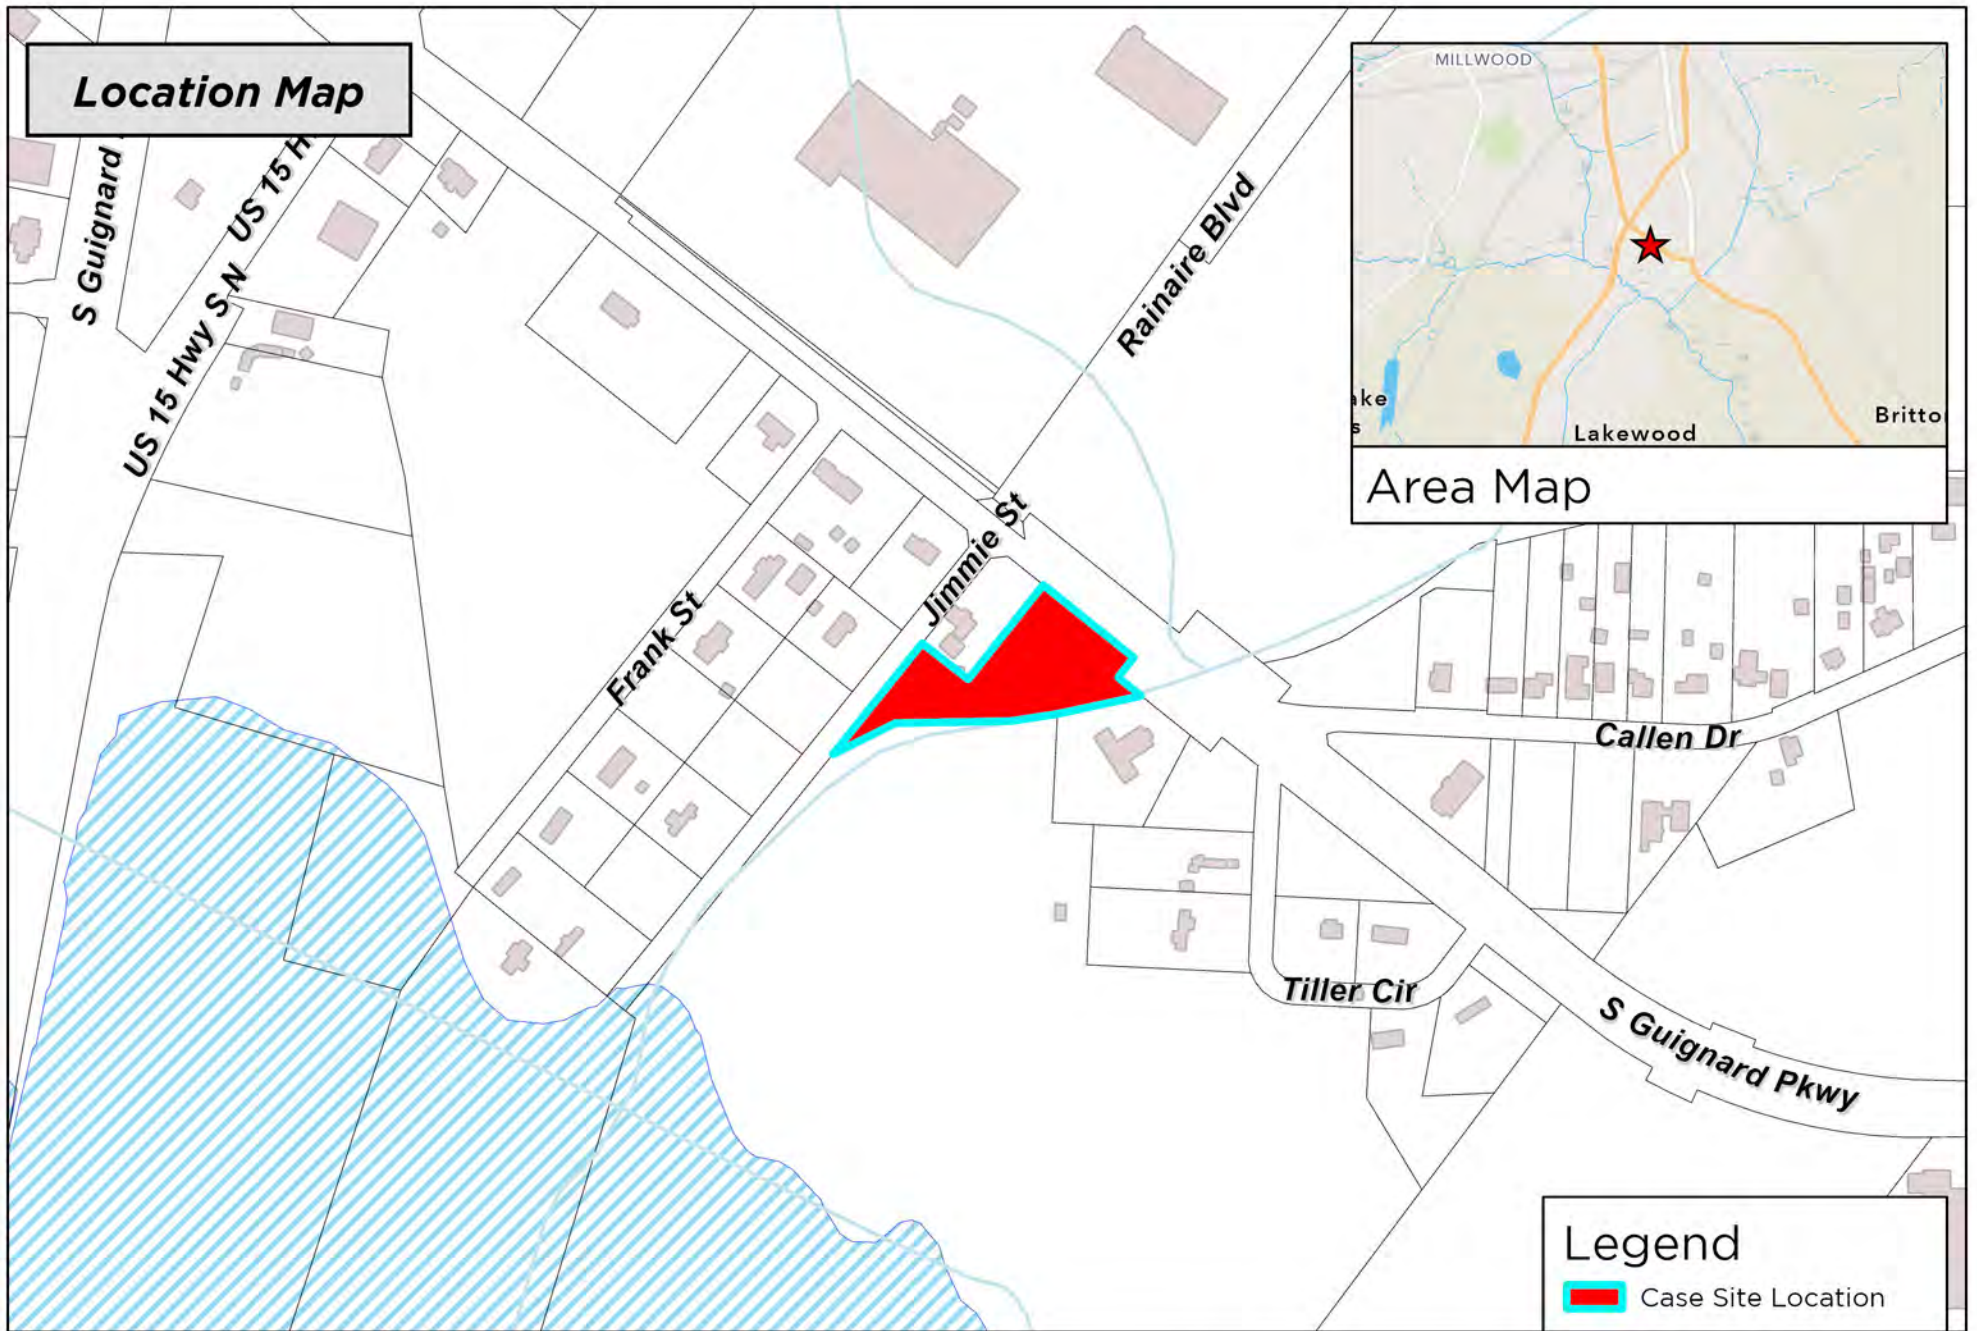 Location Map
S Guignard
US 15 H
US 15 Hwy S N
Rainaire Blvd
Jimmie St
Frank St
Callen Dr
Tiller Cir
S Guignard Pkwy
MILLWOOD
ake
s
Lakewood
Britto
Area Map
Legend
Case Site Location